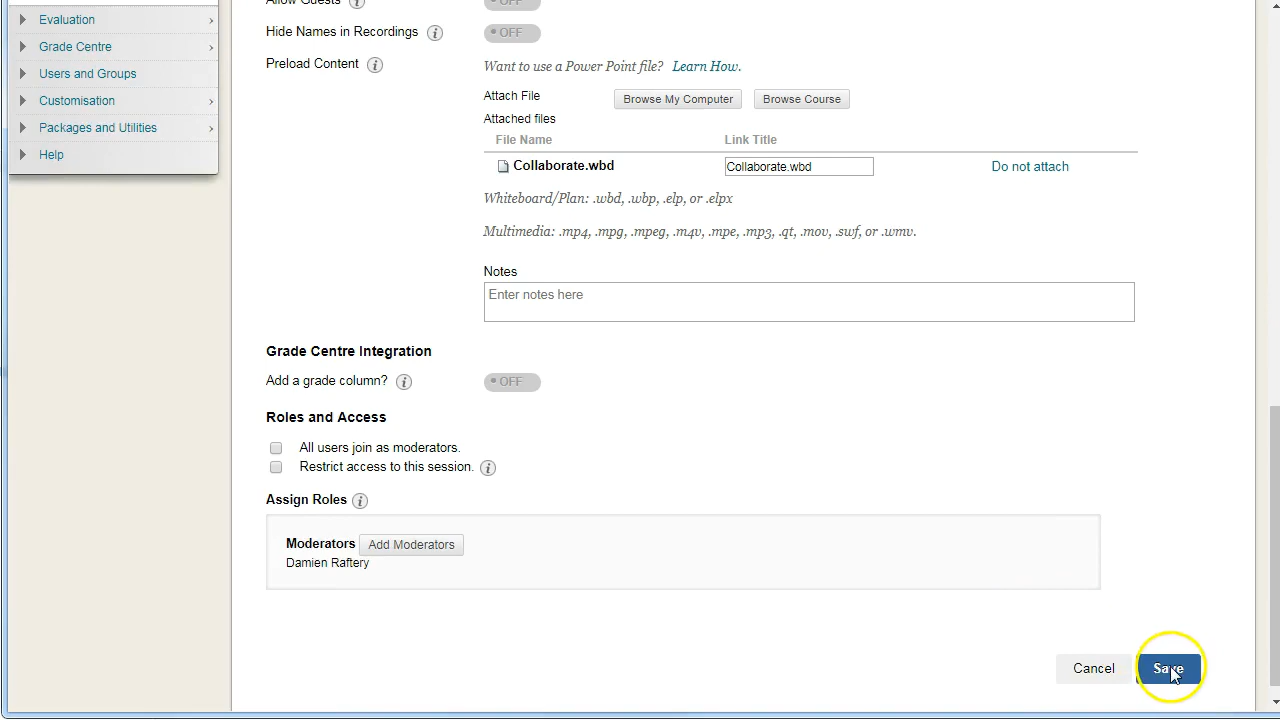 Evaluation
Grade Centre
Users and Groups
Customisation
Packages and Utilities
Help
Allow Guests
OFF
Hide Names in Recordings
OFF
Preload Content
Want to use a Power Point file? Learn How.
Attach File
Browse My Computer
Browse Course
Attached files
File Name
Link Title
Collaborate.wbd
Collaborate.wbd
Do not attach
Whiteboard/Plan: .wbd, .wbp, .elp, or .elpx
Multimedia: .mp4, .mpg, .mpeg, .m4v, .mpe, .mp3, .qt, .mov, .swf, or .wmv.
Notes
Enter notes here
Grade Centre Integration
Add a grade column?
OFF
Roles and Access
All users join as moderators.
Restrict access to this session.
Assign Roles
Moderators
Add Moderators
Damien Raftery
Cancel
Save